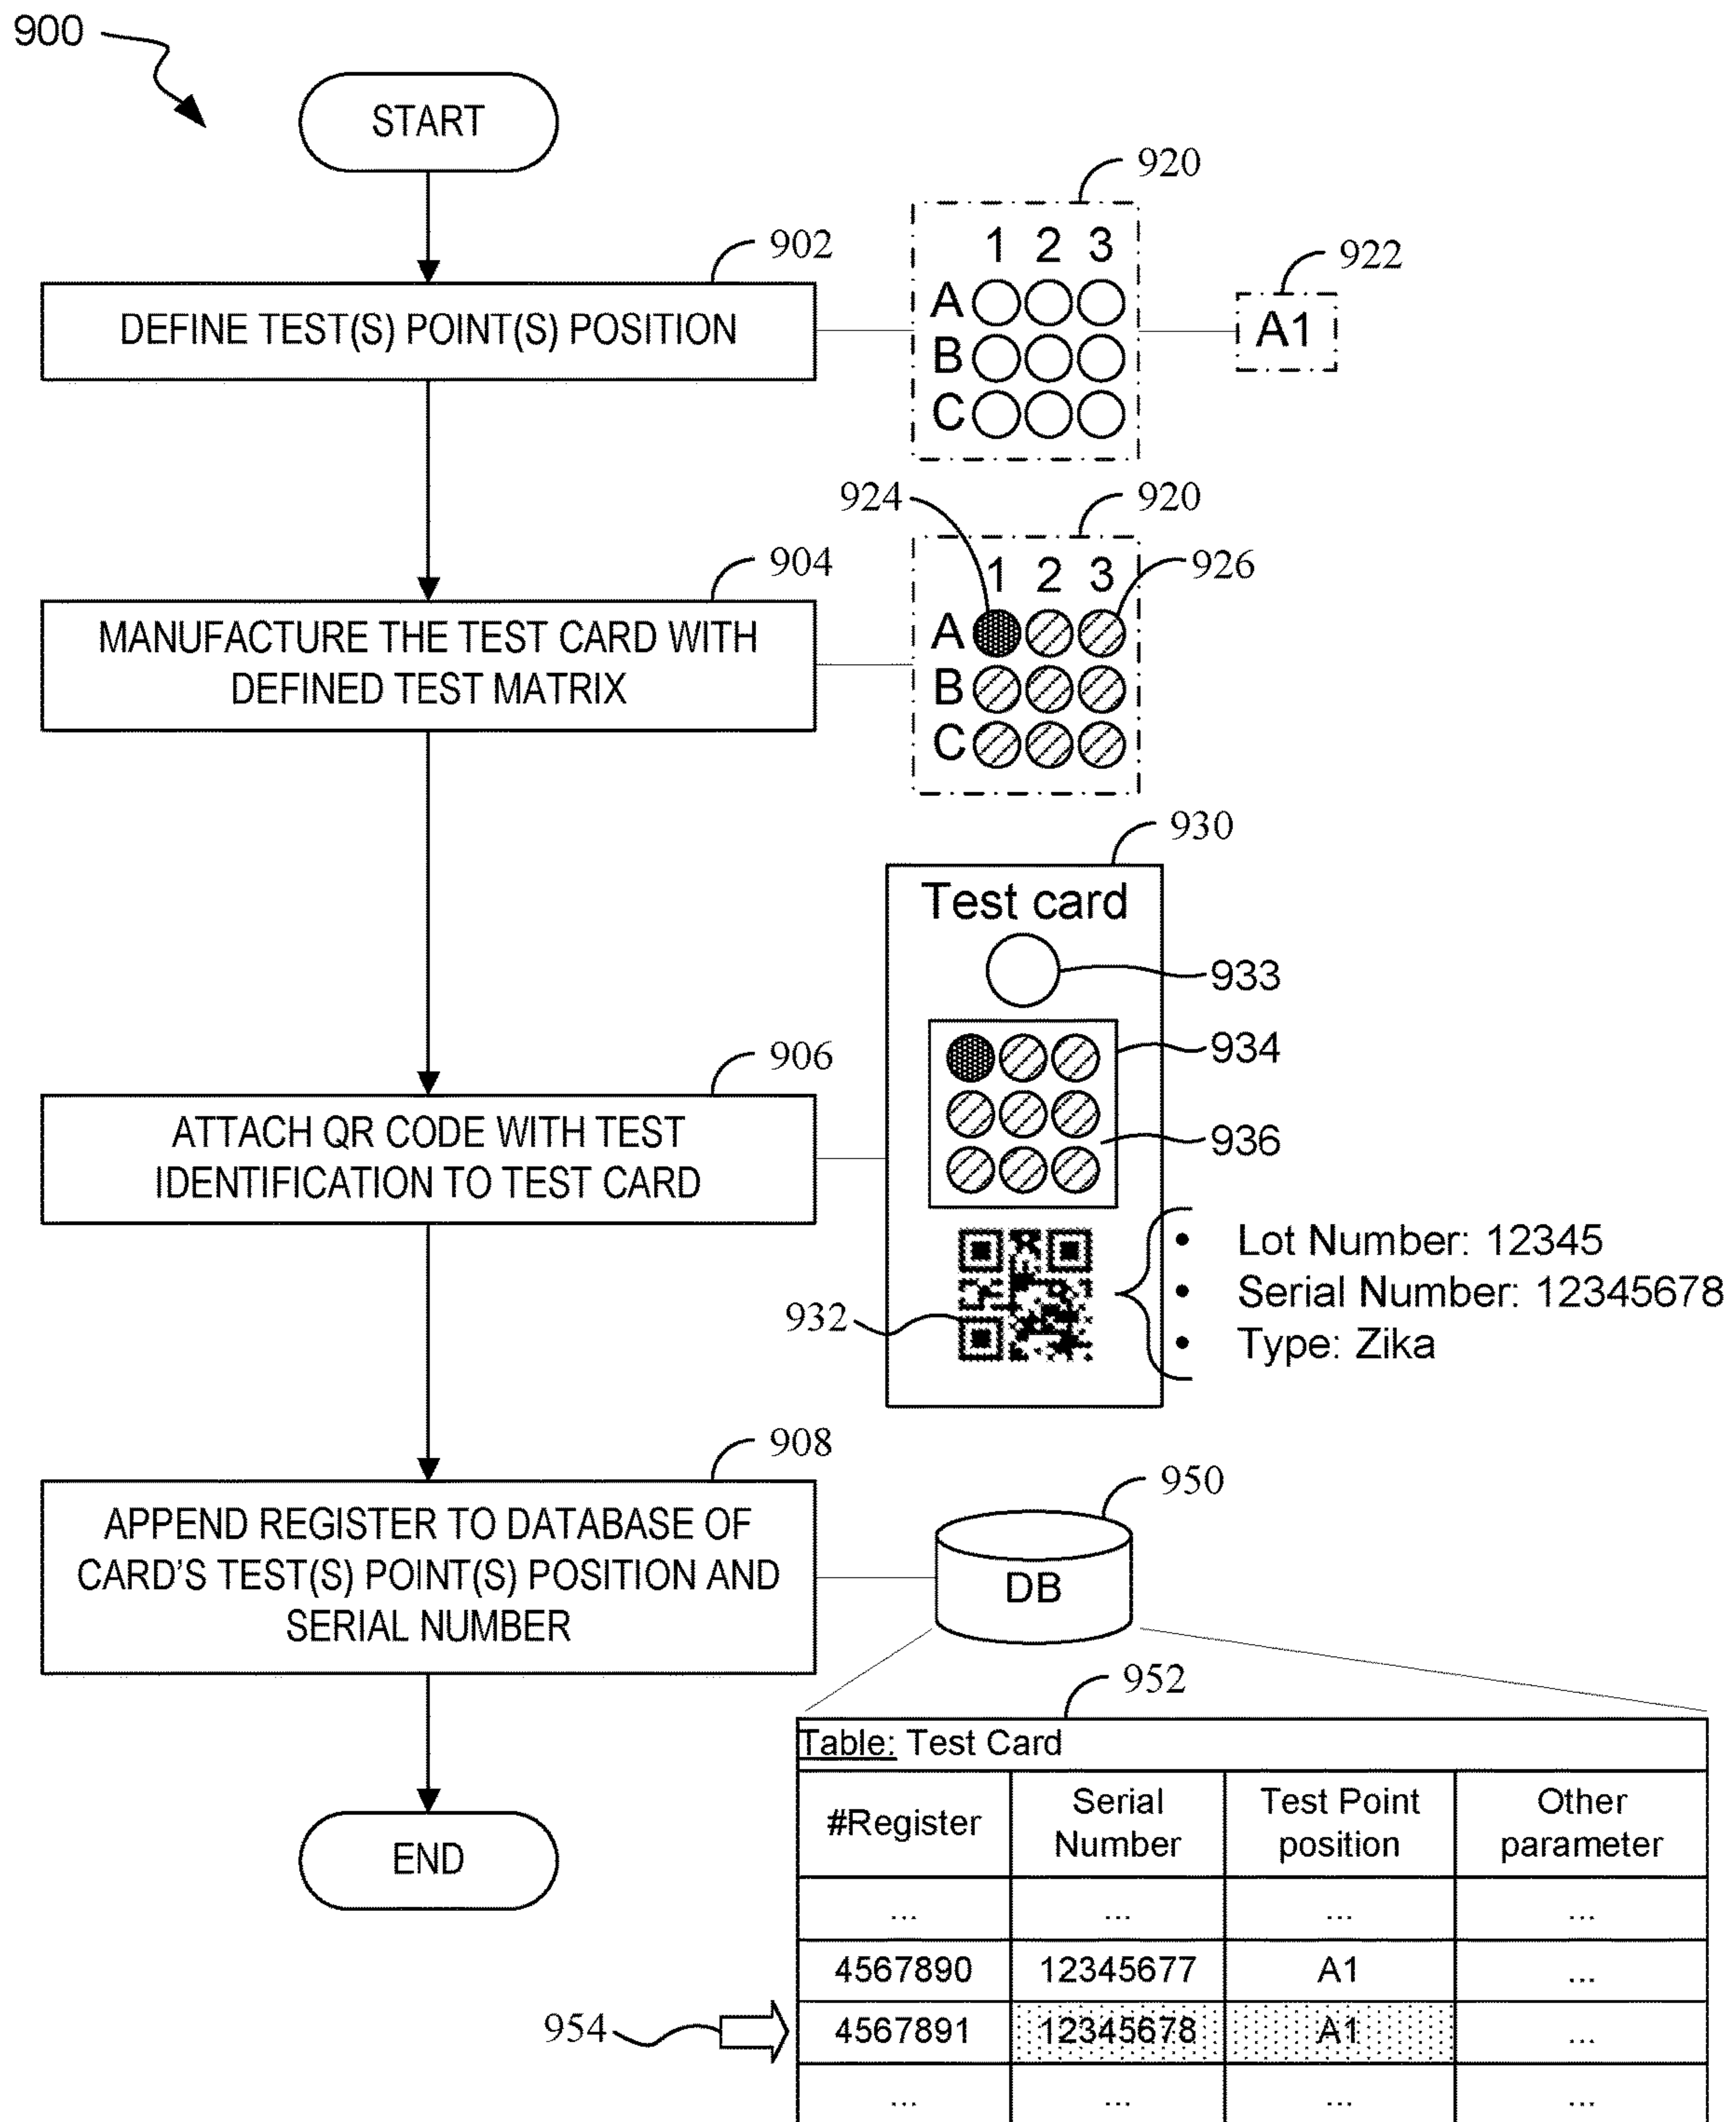 900
START
920
902
922
1 2 3
DEFINE TEST(S) POINT(S) POSITION
A
A1
B
C
924
920
904
926
1 2 3
MANUFACTURE THE TEST CARD WITH
DEFINED TEST MATRIX
A
B
C
930
Test card
933
934
906
ATTACH QR CODE WITH TEST
IDENTIFICATION TO TEST CARD
936
• Lot Number: 12345
• Serial Number: 12345678
• Type: Zika
932
908
950
APPEND REGISTER TO DATABASE OF
CARD'S TEST(S) POINT(S) POSITION AND
SERIAL NUMBER
DB
952
Table: Test Card
#Register Serial Number Test Point position Other parameter
... ... ... ...
4567890 12345677 A1 ...
954
4567891 12345678 A1 ...
... ... ... ...
END